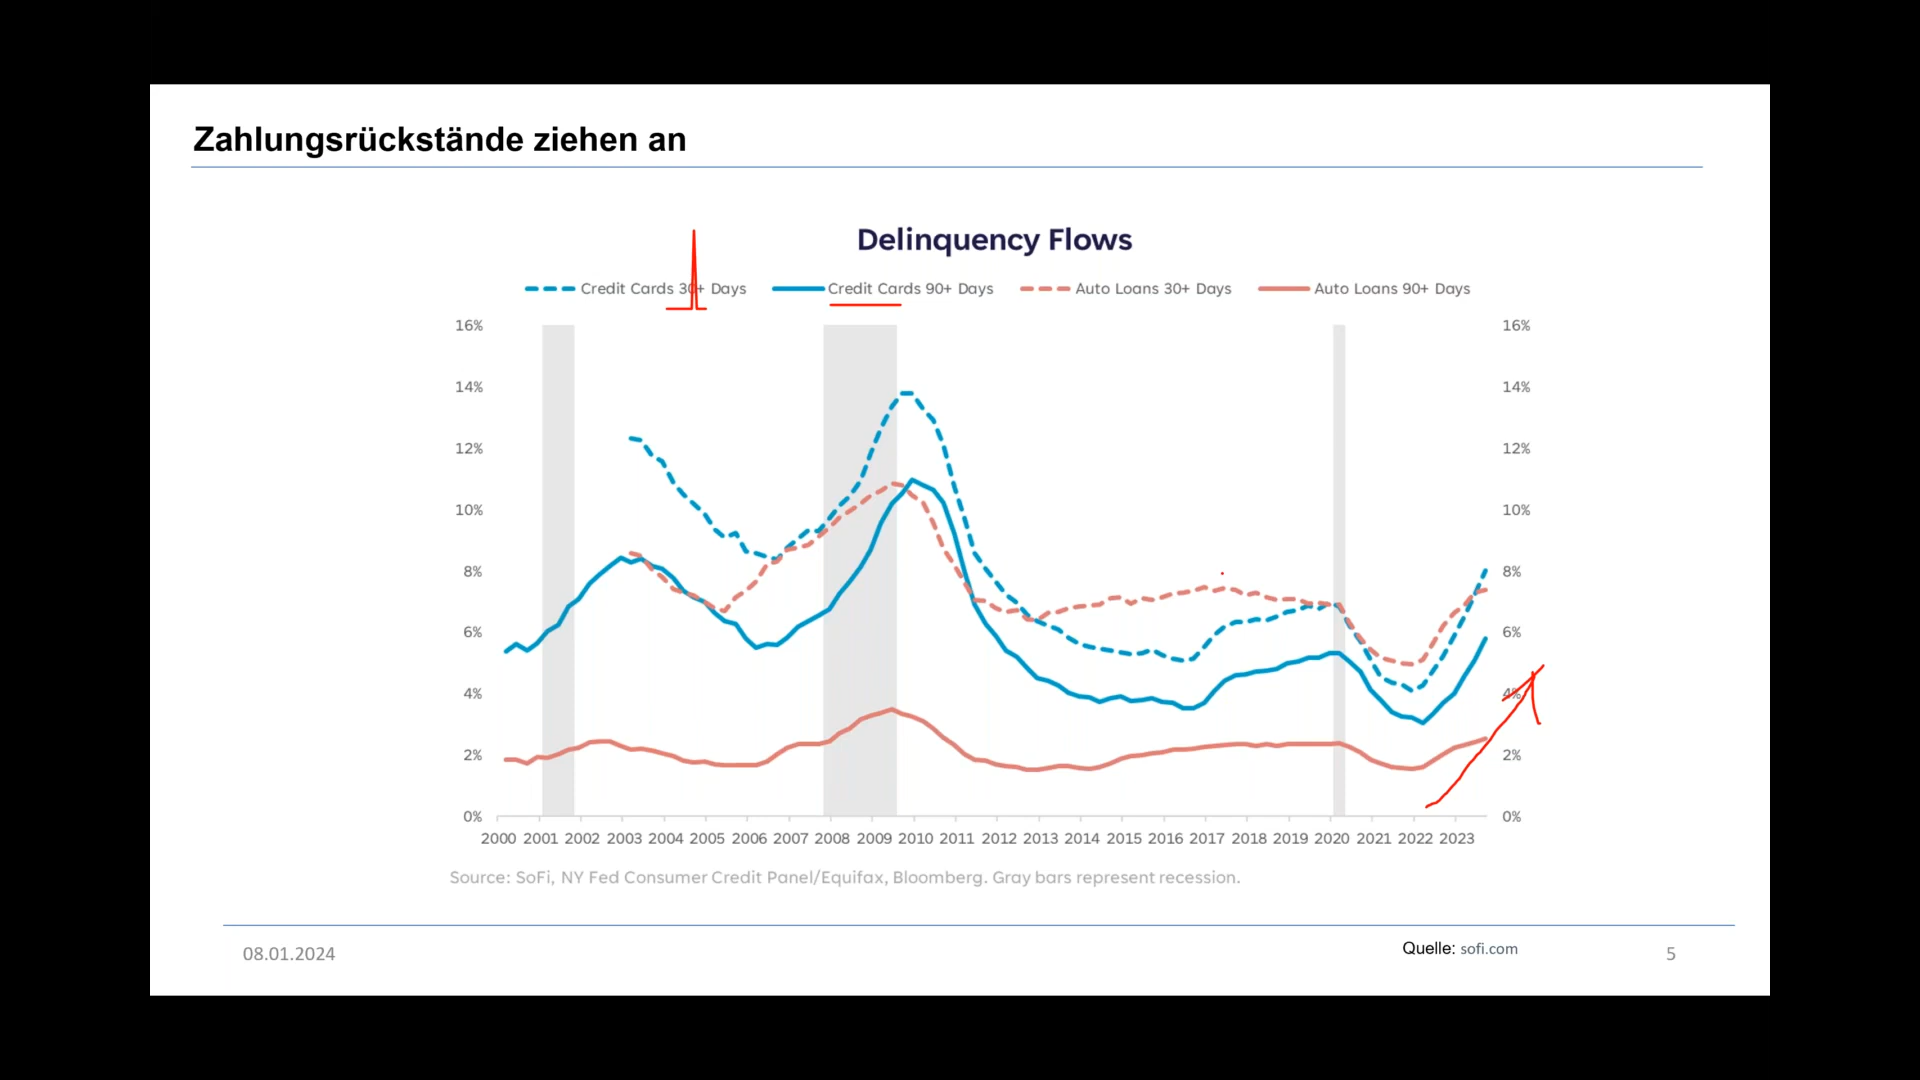 Zahlungsrückstände ziehen an
Delinquency Flows
Credit Cards 30+ Days Credit Cards 90+ Days Auto Loans 30+ Days Auto Loans 90+ Days
16% 16%
14% 14%
12% 12%
10% 10%
8% 8%
6% 6%
4% 4%
2% 2%
0% 0%
2000 2001 2002 2003 2004 2005 2006 2007 2008 2009 2010 2011 2012 2013 2014 2015 2016 2017 2018 2019 2020 2021 2022 2023
Source: SoFi, NY Fed Consumer Credit Panel/Equifax, Bloomberg. Gray bars represent recession.
08.01.2024 Quelle: sofi.com 5